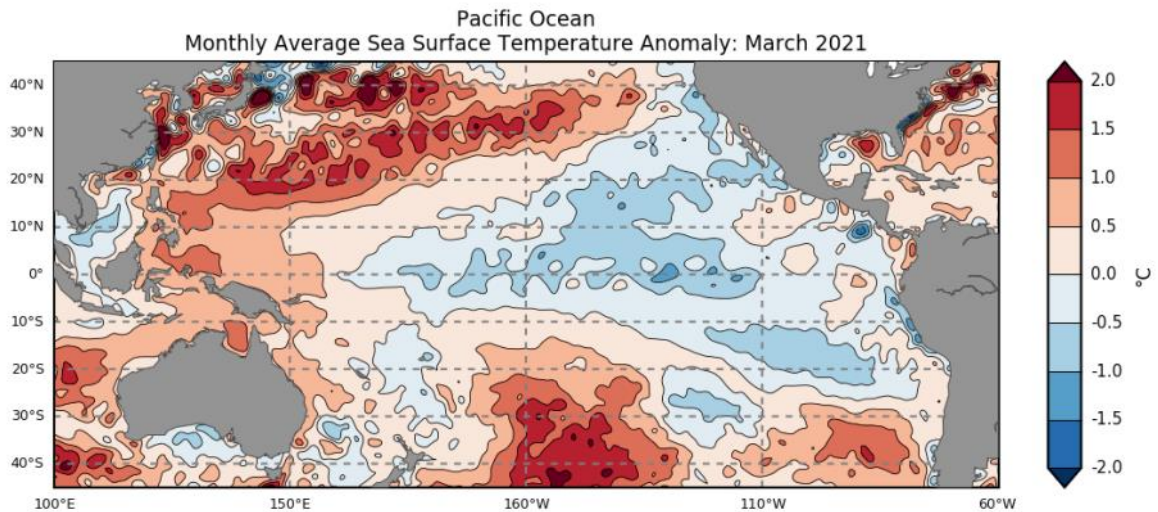 Pacific Ocean
Monthly Average Sea Surface Temperature Anomaly: March 2021
40°N
30°N
20°N
10°N
0°
10°S
20°S
30°S
40°S
100°E
150°E
160°W
110°W
60°W
2.0
1.5
1.0
0.5
0.0
-0.5
-1.0
-1.5
-2.0
°C